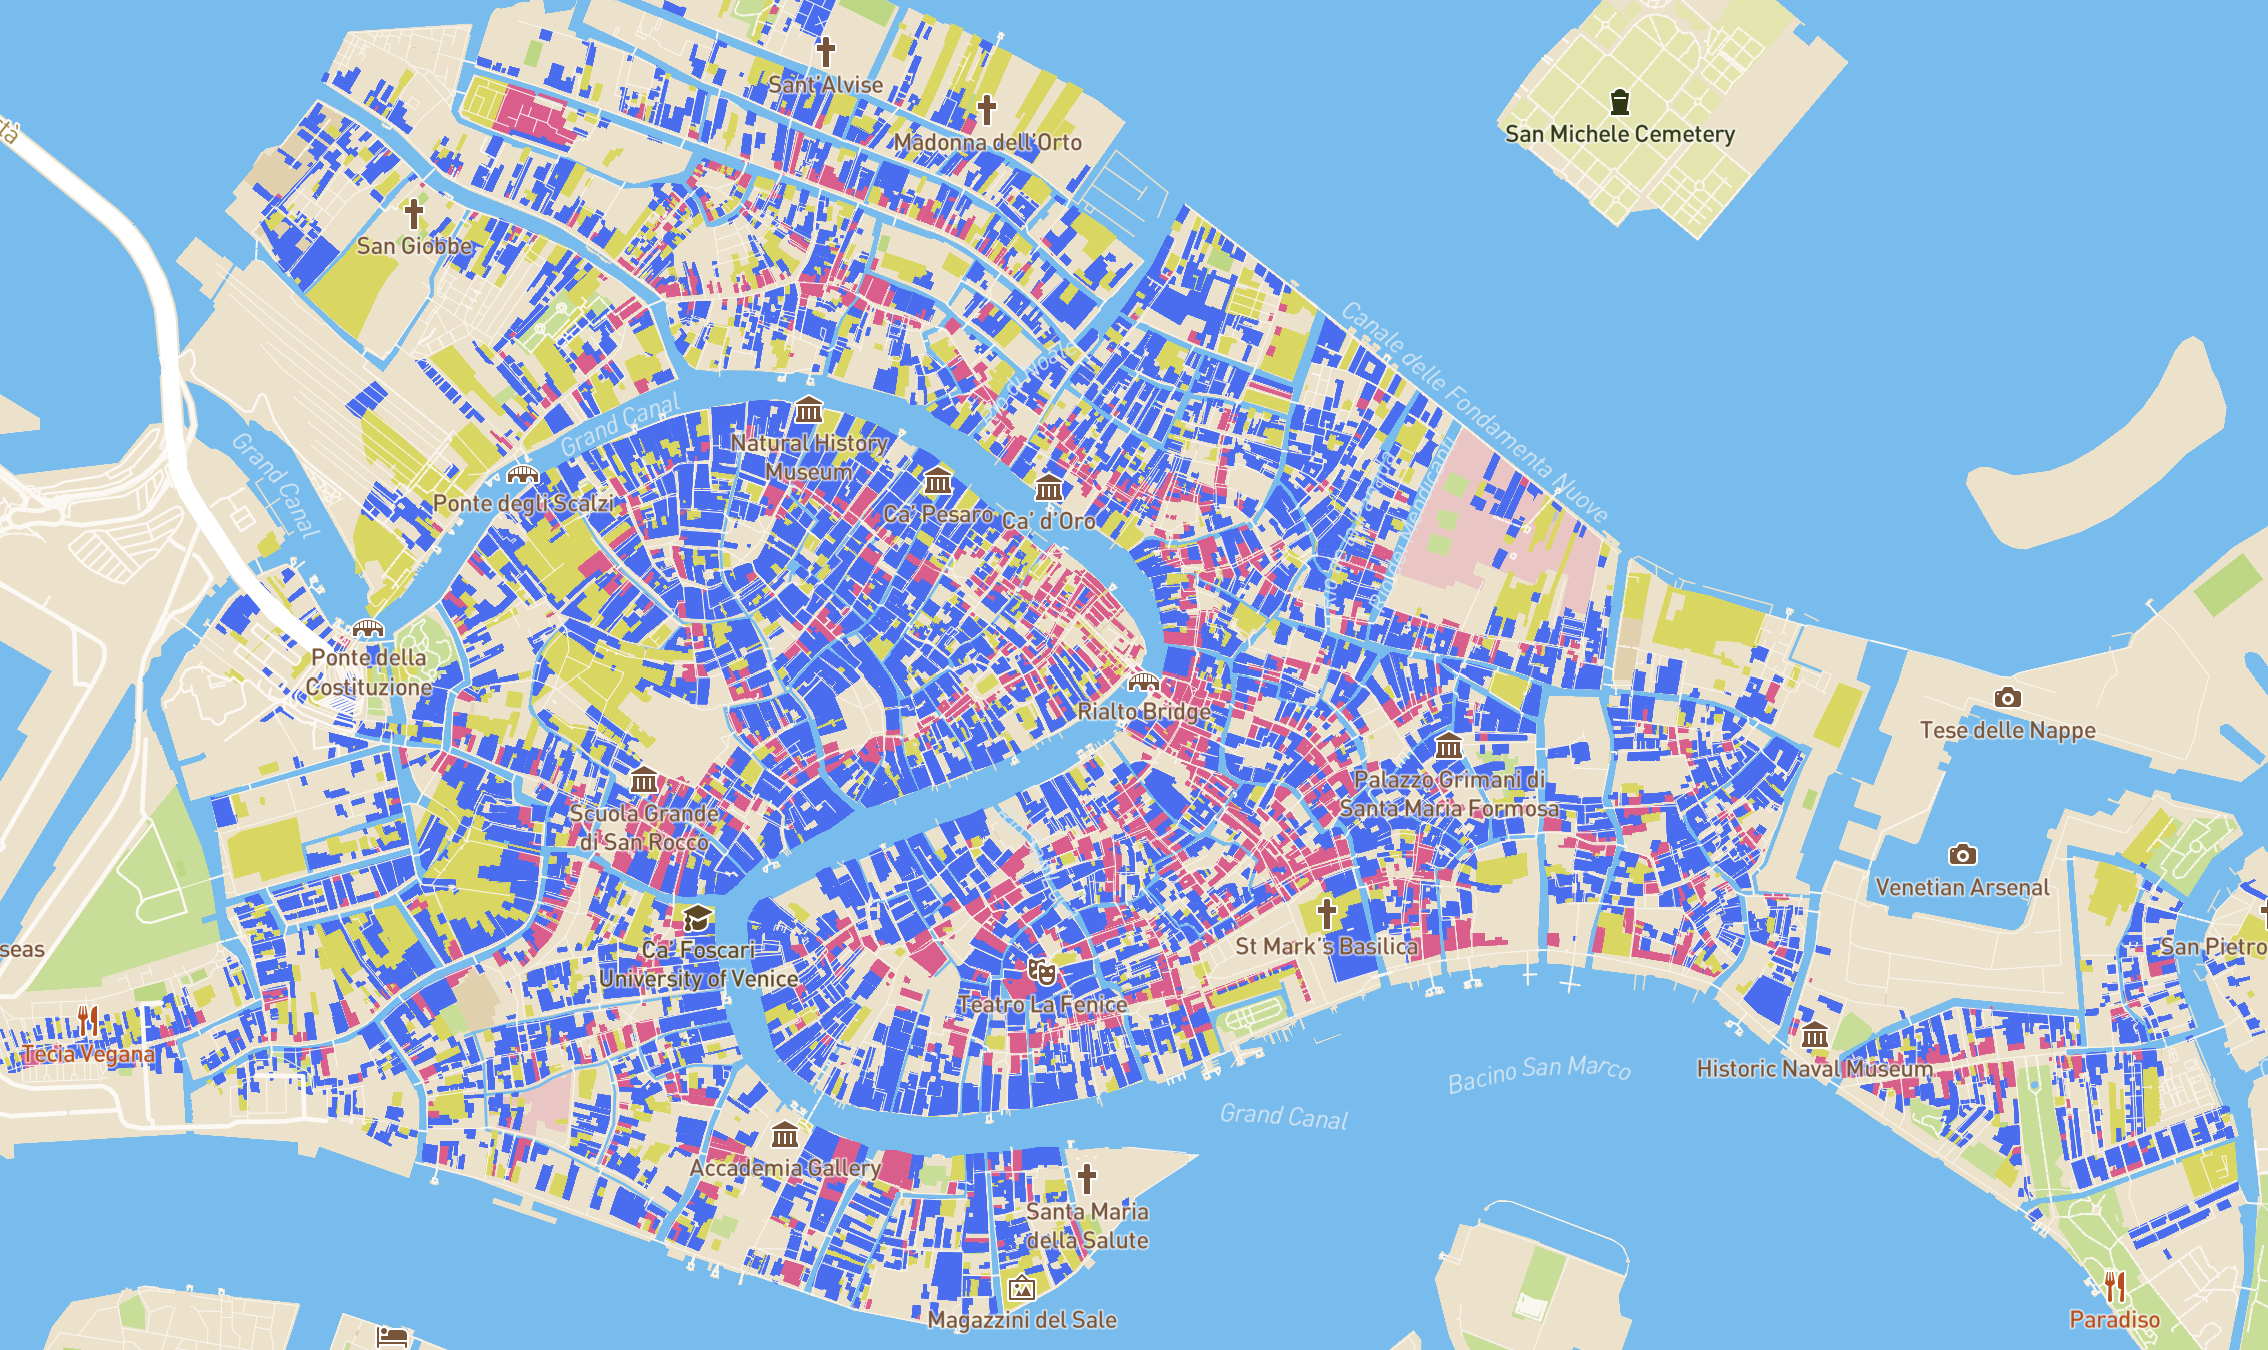 Sant'Alvise
Madonna dell'Orto
San Michele Cemetery
tà
San Giobbe
Canale delle Fondamenta Nuove
Grand Canal
Grand Canal
Natural History
Museum
Ponte degli Scalzi
Ca' Pesaro
Ca' d'Oro
Ponte della
Costituzione
Rialto Bridge
Tese delle Nappe
Palazzo Grimani di
Santa Maria Formosa
Scuola Grande
di San Rocco
Venetian Arsenal
seas
Ca' Foscari
University of Venice
St Mark's Basilica
San Pietro
Teatro La Fenice
Tecia Vegana
Historic Naval Museum
Bacino San Marco
Grand Canal
Accademia Gallery
Santa Maria
della Salute
Magazzini del Sale
Paradiso